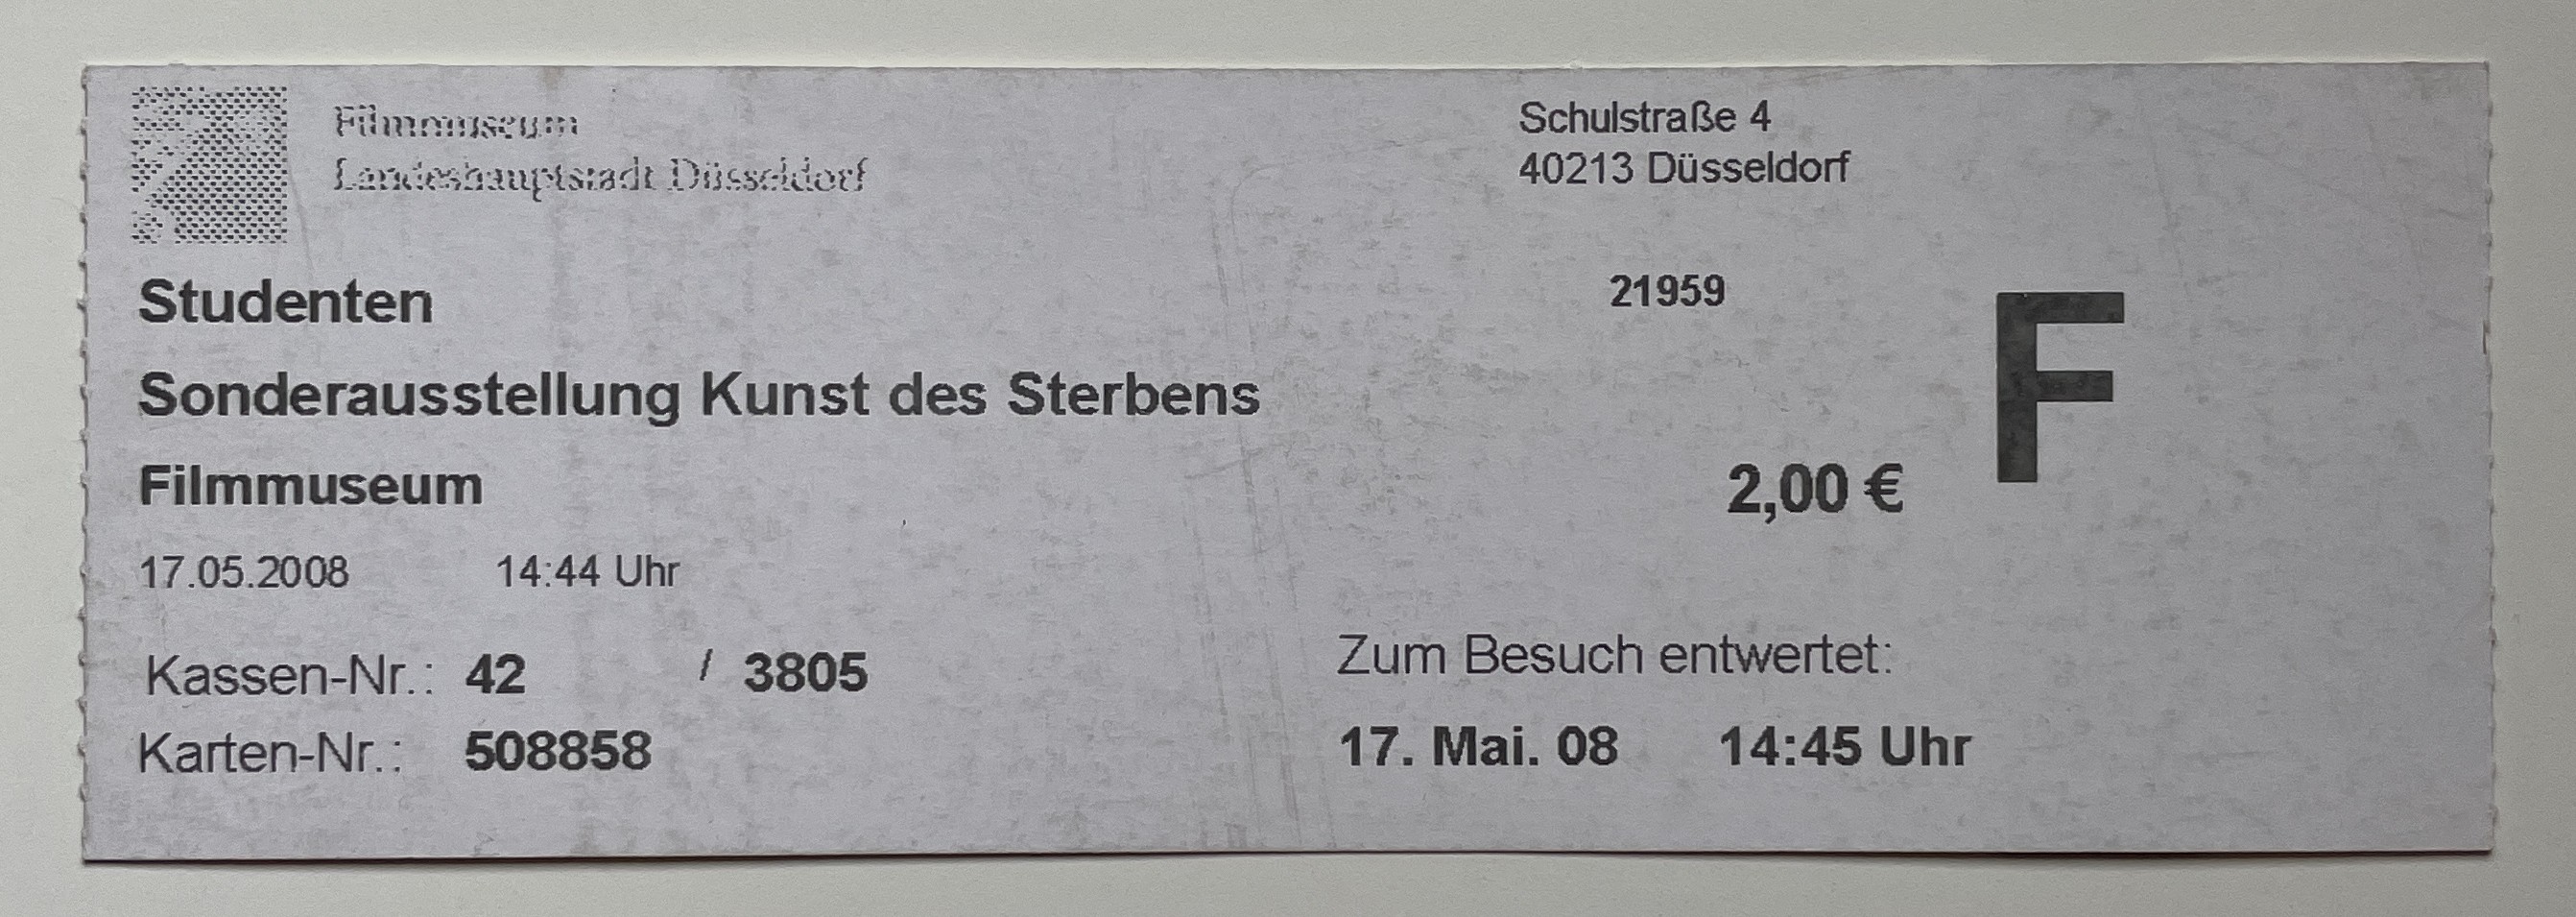 Filmmuseum
Landeshauptstadt Düsseldorf
Schulstraße 4
40213 Düsseldorf
Studenten
21959
F
Sonderausstellung Kunst des Sterbens
Filmmuseum
2,00 €
17.05.2008 14:44 Uhr
Kassen-Nr.: 42 / 3805
Karten-Nr.: 508858
Zum Besuch entwertet:
17. Mai. 08 14:45 Uhr